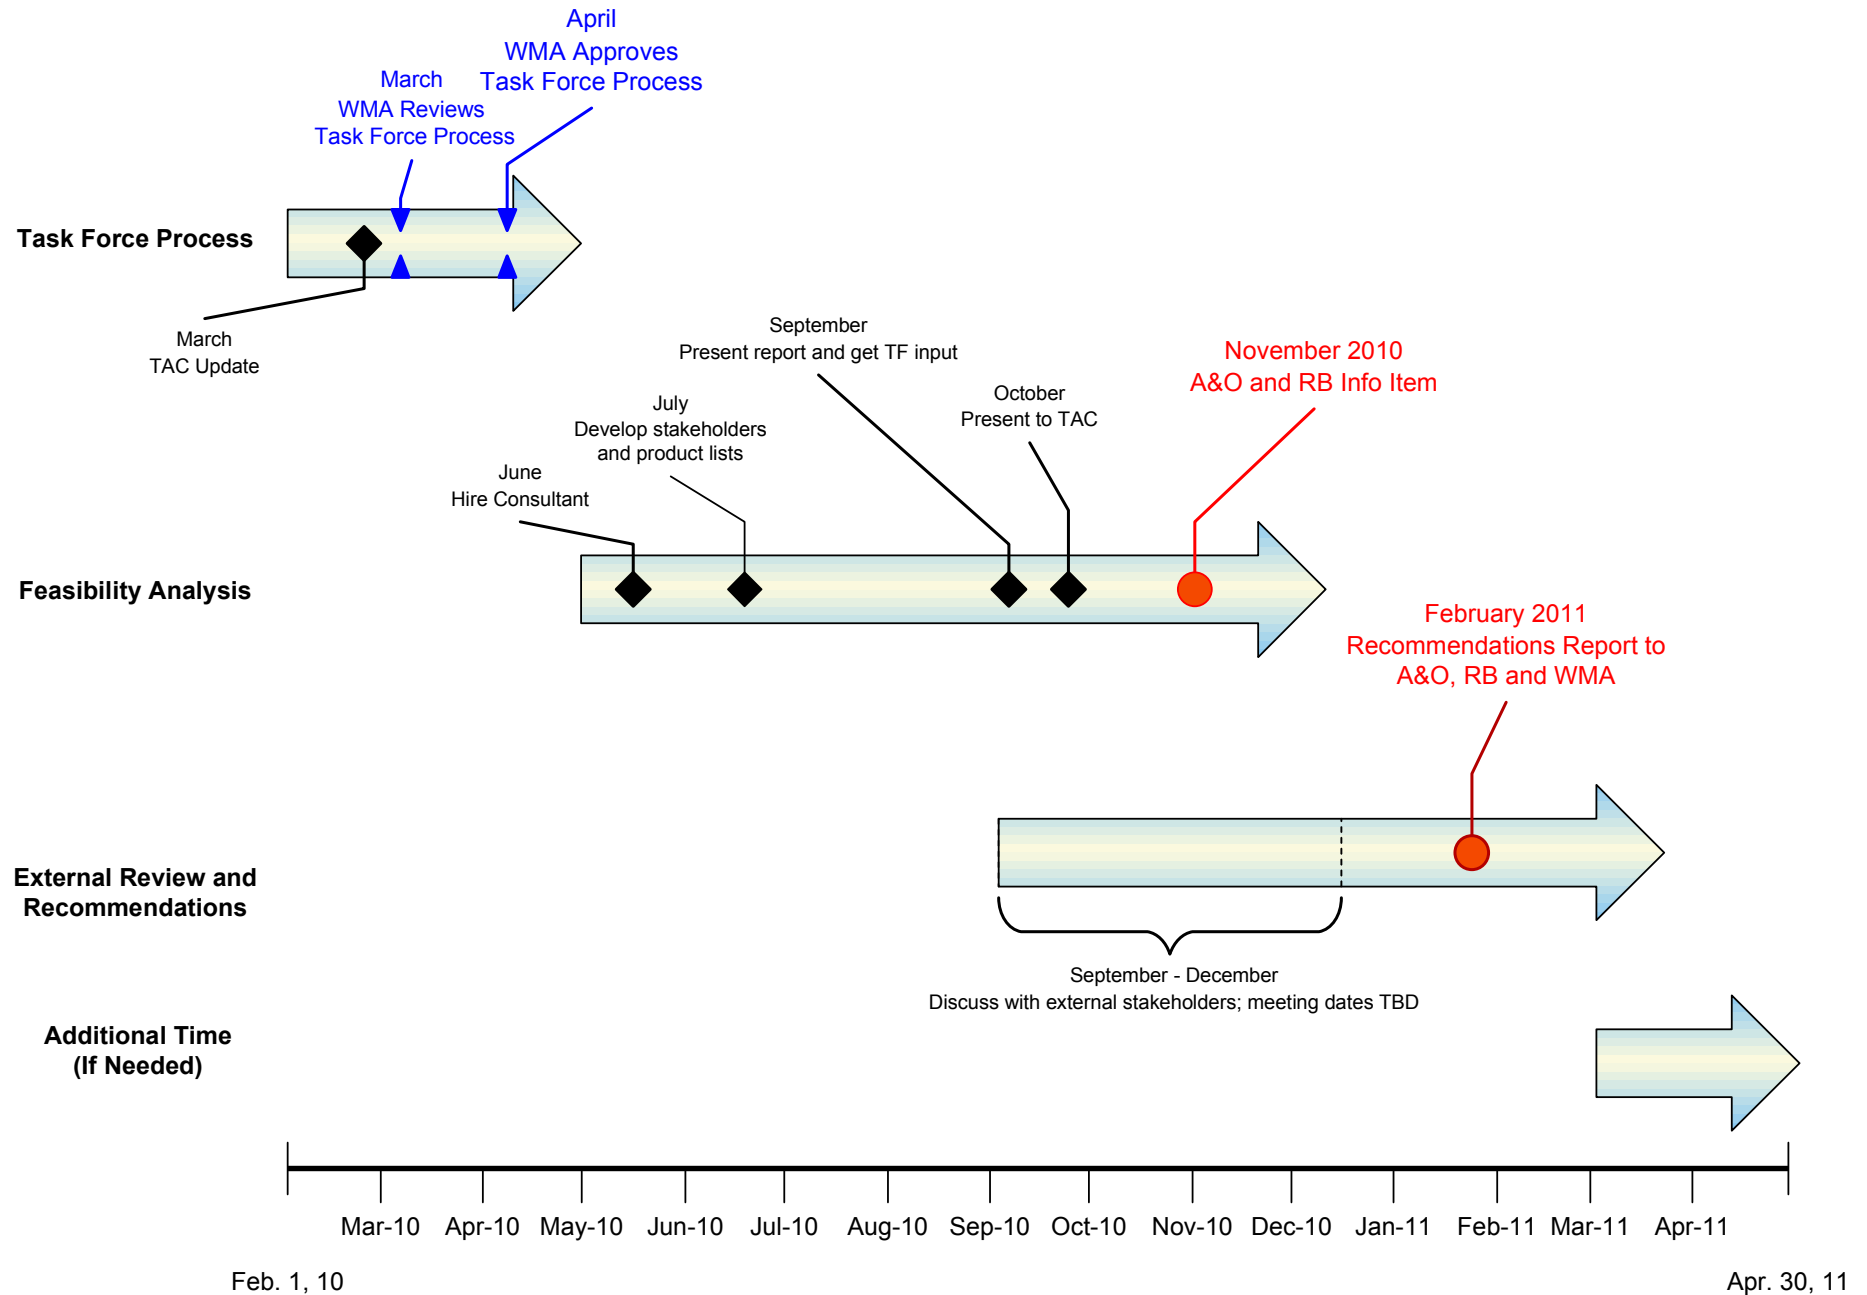 April
WMA Approves
Task Force Process
March
WMA Reviews
Task Force Process
Task Force Process
March
TAC Update
September
Present report and get TF input
November 2010
A&O and RB Info Item
October
Present to TAC
July
Develop stakeholders
and product lists
June
Hire Consultant
Feasibility Analysis
February 2011
Recommendations Report to
A&O, RB and WMA
External Review and
Recommendations
September - December
Discuss with external stakeholders; meeting dates TBD
Additional Time
(If Needed)
Mar-10 Apr-10 May-10 Jun-10 Jul-10 Aug-10 Sep-10 Oct-10 Nov-10 Dec-10 Jan-11 Feb-11 Mar-11 Apr-11
Feb. 1, 10 Apr. 30, 11